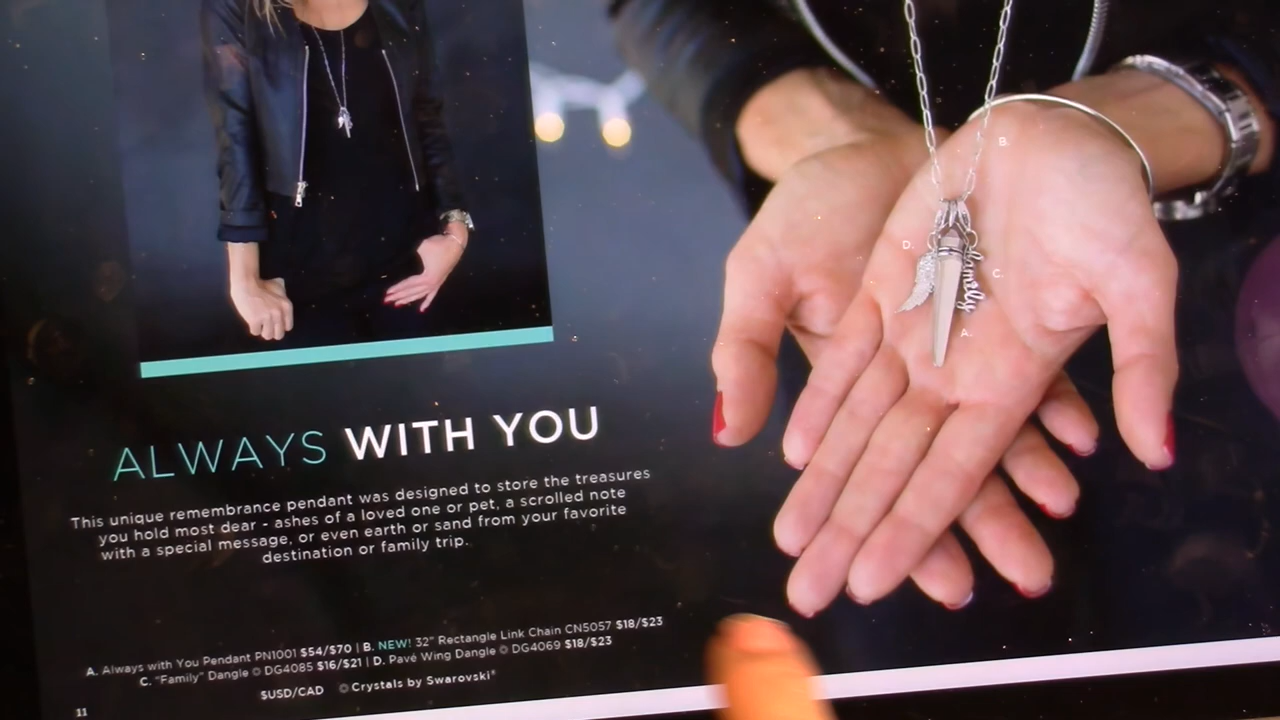 ALWAYS WITH YOU
This unique remembrance pendant was designed to store the treasures
you hold most dear - ashes of a loved one or pet, a scrolled note
with a special message, or even earth or sand from your favorite
destination or family trip.
A. Always with You Pendant PN1001 $54/$70 | B. NEW! 32" Rectangle Link Chain CN5057 $18/$23
C. "Family" Dangle DG4085 $16/$21 | D. Pavé Wing Dangle DG4069 $18/$23
$USD/CAD Crystals by Swarovski®
11
B.
D.
C.
A.
family